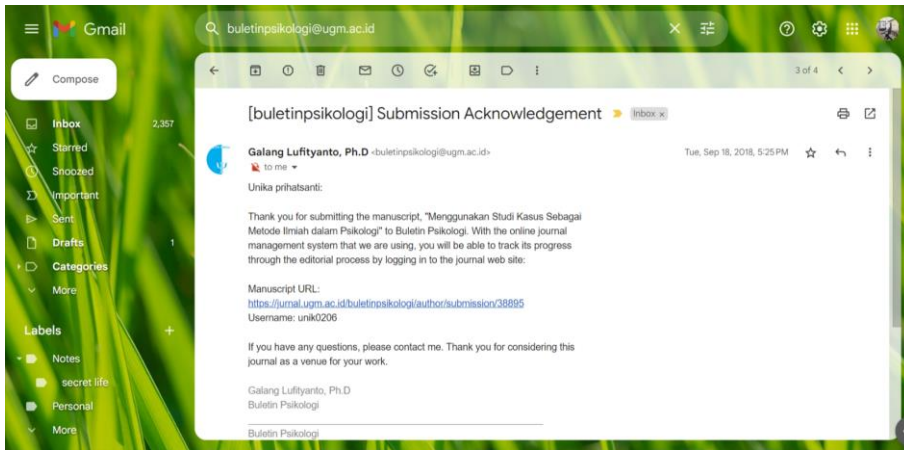 Gmail
buletinpsikologi@ugm.ac.id
Compose
3 of 4
Inbox 2,357
Starred
Snoozed
Important
Sent
Drafts 1
Categories
More
Labels
Notes
secret life
Personal
More
[buletinpsikologi] Submission Acknowledgement
Inbox x
Galang Lufityanto, Ph.D <buletinpsikologi@ugm.ac.id>
Tue, Sep 18, 2018, 5:25 PM
to me
Unika prihatsanti:
Thank you for submitting the manuscript, "Menggunakan Studi Kasus Sebagai
Metode Ilmiah dalam Psikologi" to Buletin Psikologi. With the online journal
management system that we are using, you will be able to track its progress
through the editorial process by logging in to the journal web site:
Manuscript URL:
https://jurnal.ugm.ac.id/buletinpsikologi/author/submission/38895
Username: unik0206
If you have any questions, please contact me. Thank you for considering this
journal as a venue for your work.
Galang Lufityanto, Ph.D
Buletin Psikologi
Buletin Psikologi